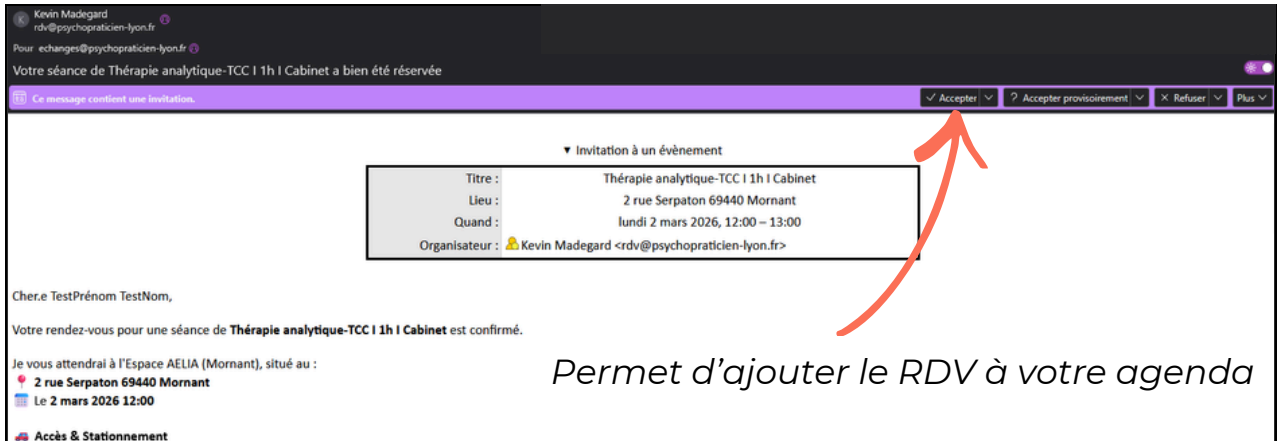 K
Kevin Madegard
rdv@psychopraticien-lyon.fr
Pour echanges@psychopraticien-lyon.fr
Votre séance de Thérapie analytique-TCC I 1h I Cabinet a bien été réservée
Ce message contient une invitation.
Accepter
? Accepter provisoirement
Refuser
Plus
▼ Invitation à un évènement
Titre : Thérapie analytique-TCC I 1h I Cabinet
Lieu : 2 rue Serpaton 69440 Mornant
Quand : lundi 2 mars 2026, 12:00 – 13:00
Organisateur : Kevin Madegard <rdv@psychopraticien-lyon.fr>
Cher.e TestPrénom TestNom,
Votre rendez-vous pour une séance de Thérapie analytique-TCC I 1h I Cabinet est confirmé.
Je vous attendrai à l'Espace AELIA (Mornant), situé au :
2 rue Serpaton 69440 Mornant
Le 2 mars 2026 12:00
Permet d'ajouter le RDV à votre agenda
Accès & Stationnement